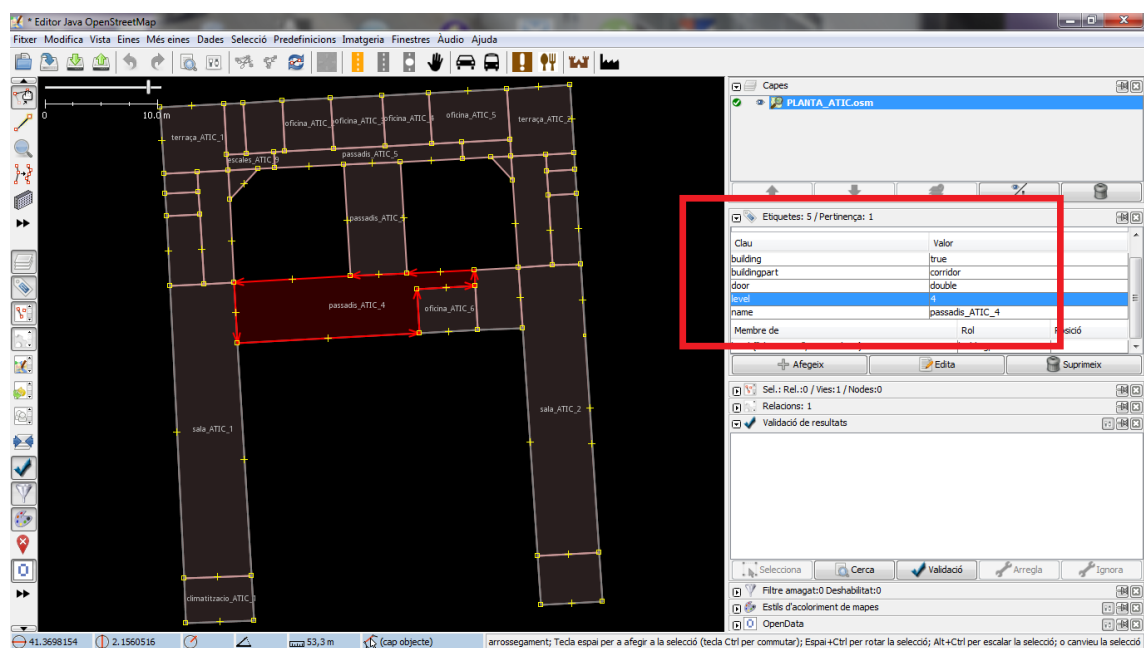 * Editor Java OpenStreetMap
Fitxer Modifica Vista Eines Més eines Dades Selecció Predefinicions Imatgeria Finestres Àudio Ajuda
0 10.0 m
terraça_ATIC_1
oficina_ATIC_
oficina_ATIC_
oficina_ATIC_4
oficina_ATIC_5
terraça_ATIC_2
escales_ATIC_9
passadis_ATIC_5
passadis_ATIC_
passadis_ATIC_4
oficina_ATIC_6
sala_ATIC_1
sala_ATIC_2
climatitzacio_ATIC_1
Capes
PLANTA_ATIC.osm
Etiquetes: 5 / Pertinença: 1
Clau Valor
building true
buildingpart corridor
door double
level 4
name passadis_ATIC_4
Membre de Rol Posició
Afegeix Edita Suprimeix
Sel.: Rel.:0 / Vies:1 / Nodes:0
Relacions: 1
Validació de resultats
Selecciona Cerca Validació Arregla Ignora
Filtre amagat:0 Deshabilitat:0
Estils d'acoloriment de mapes
OpenData
41.3698154 2.1560516 53,3 m (cap objecte) arrossegament; Tecla espai per a afegir a la selecció (tecla Ctrl per commutar); Espai+Ctrl per rotar la selecció; Alt+Ctrl per escalar la selecció; o canvieu la selecció